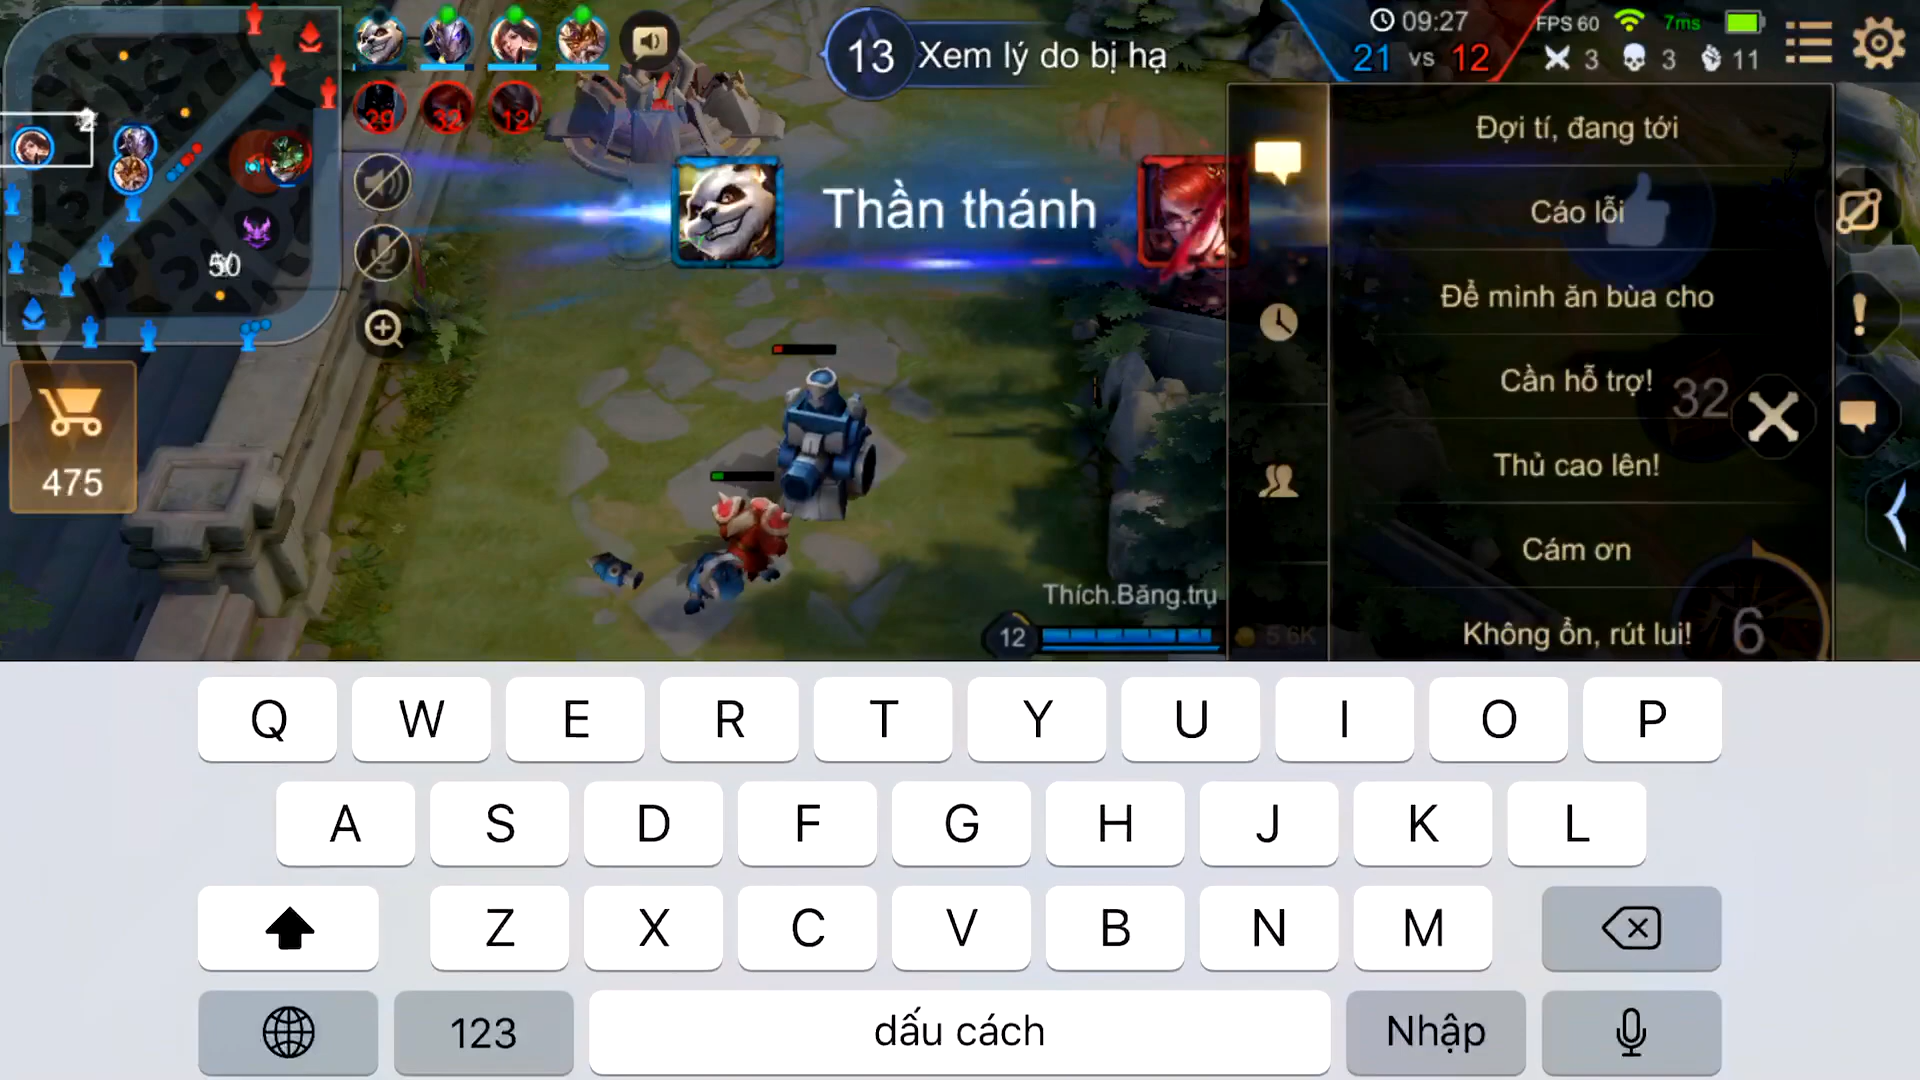 13 Xem lý do bị hạ
09:27
21 vs 12
FPS 60 7ms
3 3 11
29 32 12
2
50
475
Thần thánh
Đợi tí, đang tới
Cáo lỗi
Để mình ăn bùa cho
Cần hỗ trợ!
32
Thủ cao lên!
Cám ơn
Không ổn, rút lui!
6
Thích.Băng.trụ
12
5.6K
Q W E R T Y U I O P
A S D F G H J K L
Z X C V B N M
123 dấu cách Nhập